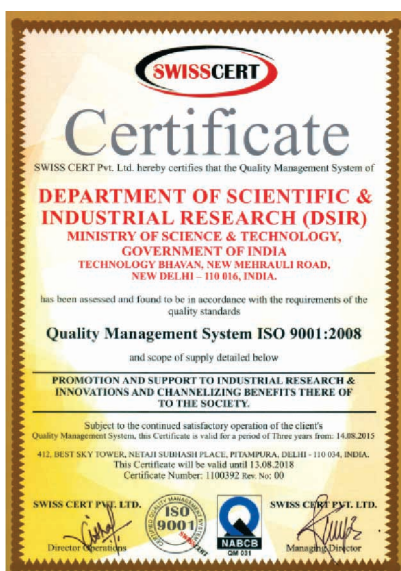 SWISSCERT
Certificate
SWISS CERT Pvt. Ltd. hereby certifies that the Quality Management System of
DEPARTMENT OF SCIENTIFIC &
INDUSTRIAL RESEARCH (DSIR)
MINISTRY OF SCIENCE & TECHNOLOGY,
GOVERNMENT OF INDIA
TECHNOLOGY BHAVAN, NEW MEHRAULI ROAD,
NEW DELHI – 110 016, INDIA.
has been assessed and found to be in accordance with the requirements of the
quality standards
Quality Management System ISO 9001:2008
and scope of supply detailed below
PROMOTION AND SUPPORT TO INDUSTRIAL RESEARCH &
INNOVATIONS AND CHANNELIZING BENEFITS THERE OF
TO THE SOCIETY.
Subject to the continued satisfactory operation of the client's
Quality Management System, this Certificate is valid for a period of Three years from: 14.08.2015
412, BEST SKY TOWER, NETAJI SUBHASH PLACE, PITAMPURA, DELHI - 110 034, INDIA.
This Certificate will be valid until 13.08.2018
Certificate Number: 1100392 Rev. No: 00
SWISS CERT PVT. LTD.
SWISS CERT PVT. LTD.
ISO
9001
NABCB
QM 031
Director Operations
Managing Director